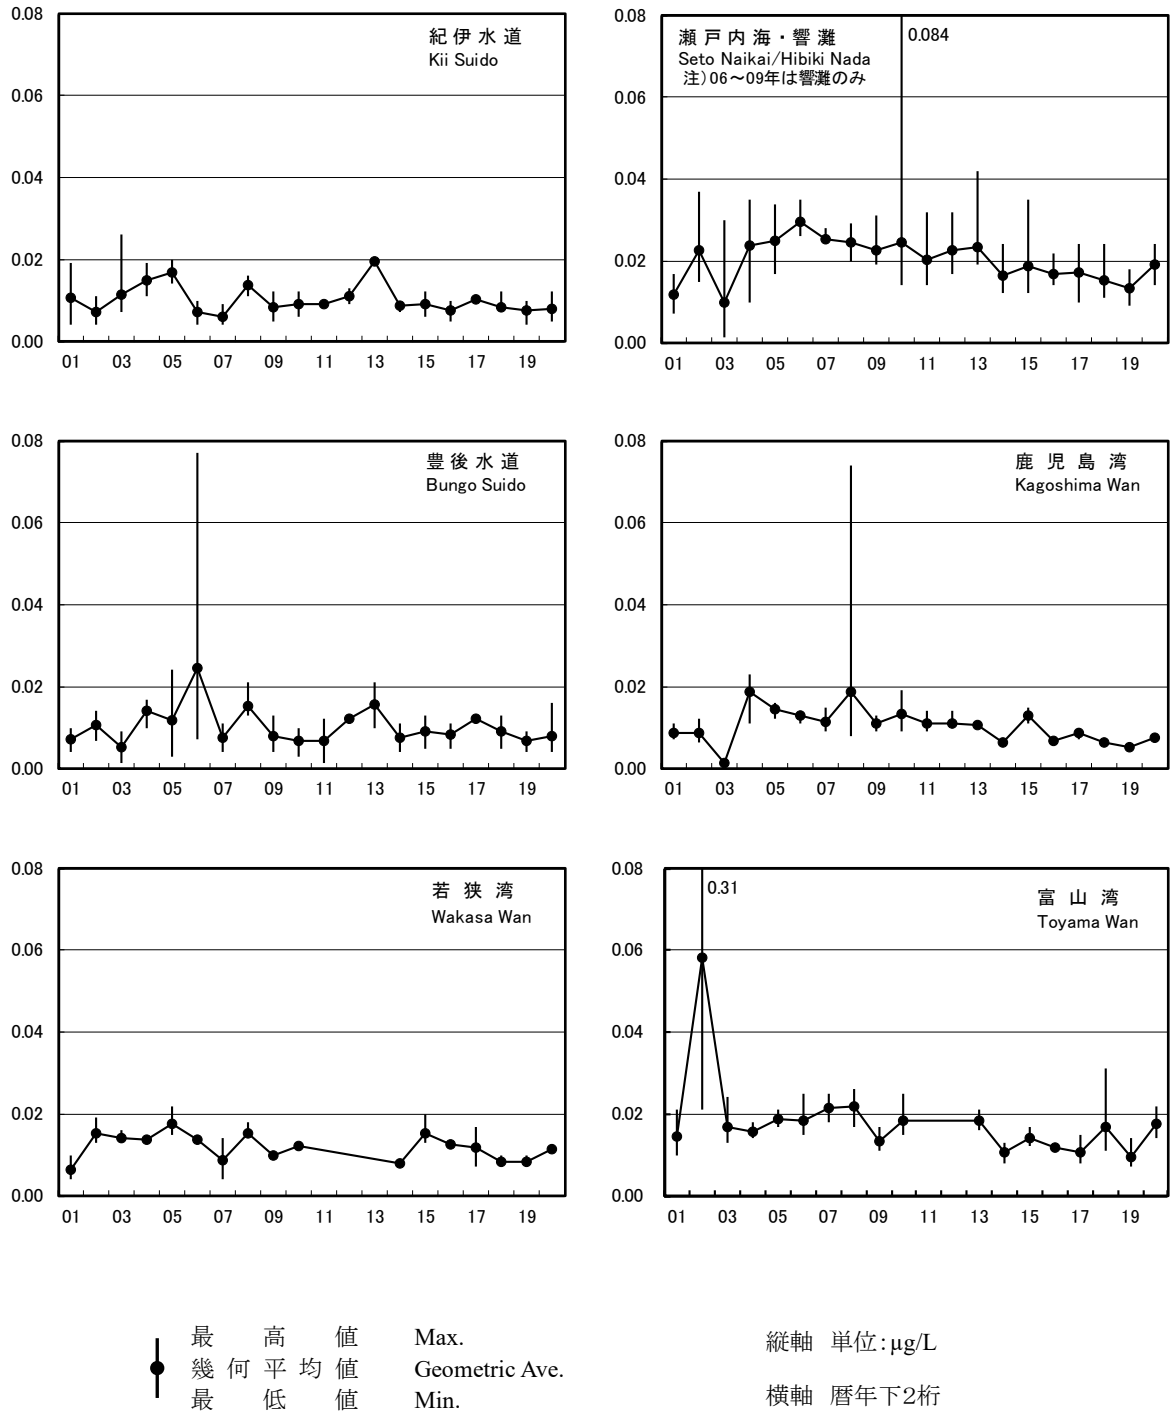 0.08
0.06
0.04
0.02
0.00
紀伊水道
Kii Suido
01 03 05 07 09 11 13 15 17 19
0.08
0.06
0.04
0.02
0.00
瀬戸内海・響灘
Seto Naikai/Hibiki Nada
注)06～09年は響灘のみ
0.084
01 03 05 07 09 11 13 15 17 19
0.08
0.06
0.04
0.02
0.00
豊後水道
Bungo Suido
01 03 05 07 09 11 13 15 17 19
0.08
0.06
0.04
0.02
0.00
鹿児島湾
Kagoshima Wan
01 03 05 07 09 11 13 15 17 19
0.08
0.06
0.04
0.02
0.00
若狭湾
Wakasa Wan
01 03 05 07 09 11 13 15 17 19
0.08
0.06
0.04
0.02
0.00
0.31
富山湾
Toyama Wan
01 03 05 07 09 11 13 15 17 19
最高値 Max.
幾何平均値 Geometric Ave.
最低値 Min.
縦軸 単位:μg/L
横軸 暦年下2桁